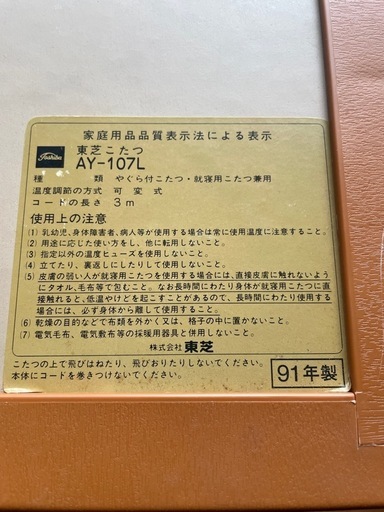 家庭用品品質表示法による表示
Toshiba 東芝こたつ
AY-107L
種類 やぐら付こたつ・就寝用こたつ兼用
温度調節の方式 可変式
コードの長さ 3m
使用上の注意
(1) 乳幼児、身体障害者、病人等が使用する場合は常に使用温度に注意すること。
(2) 用途に応じた使い方をし、他に転用しないこと。
(3) 指定以外の温度ヒューズを使用しないこと。
(4) 立てたり、裏返しにしたりして使用しないこと。
(5) 皮膚の弱い人が就寝用こたつを使用する場合には、直接皮膚に触れないよう
にタオル、毛布等で包むこと。なお長時間にわたり身体が就寝用こたつに直
接触れると、低温やけどを起こすことがあるので、長時間にわたり使用する
場合には、必ず身体から離して使用すること。
(6) 乾燥の目的などで布類を外かく又は、格子の中に置かないこと。
(7) 電気毛布、電気敷布等の採暖用器具と併用しないこと。
株式会社 東芝
こたつの上で飛びはねたり、飛びおりたりしないでください。
本体にコードを巻きつけないでください。
91年製